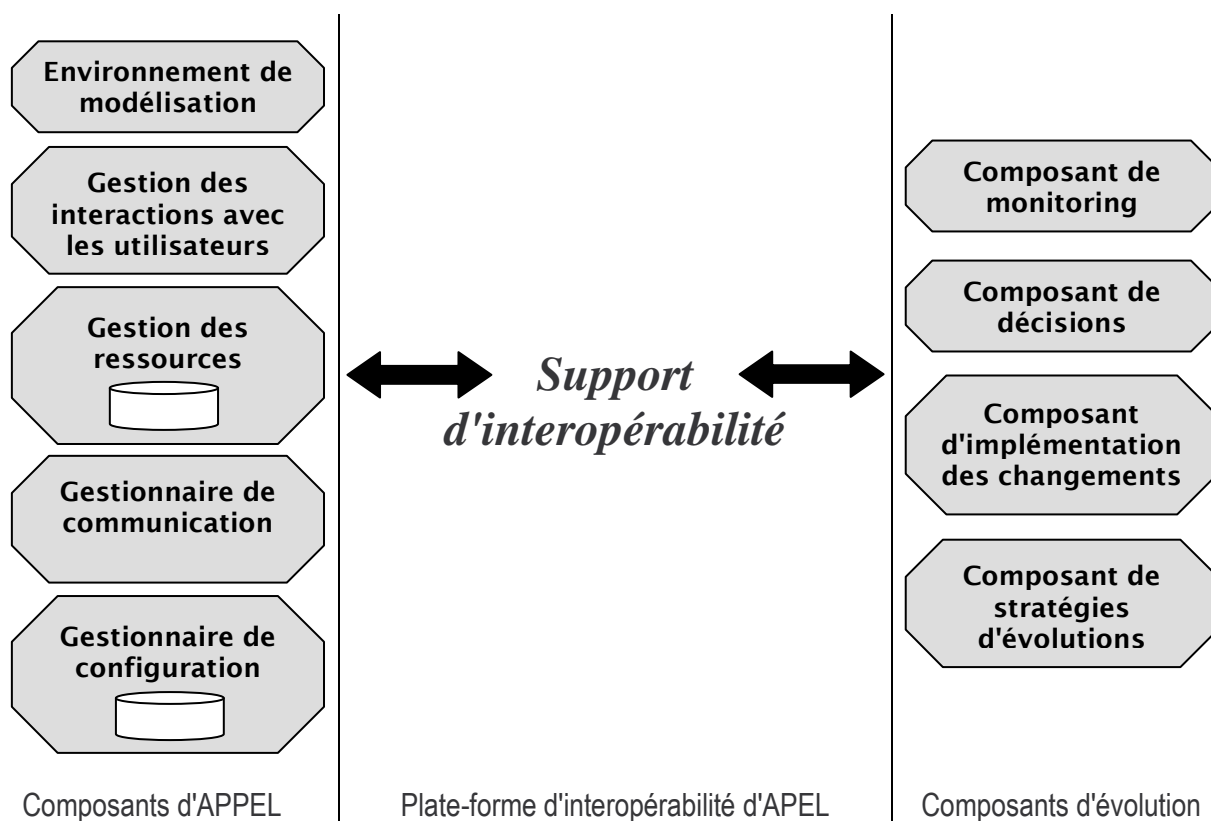 Environnement de
modélisation
Gestion des
interactions avec
les utilisateurs
Gestion des
ressources
Gestionnaire de
communication
Gestionnaire de
configuration
Composants d'APPEL
Support
d'interopérabilité
Plate-forme d'interopérabilité d'APEL
Composant de
monitoring
Composant de
décisions
Composant
d'implémentation
des changements
Composant de
stratégies
d'évolutions
Composants d'évolution